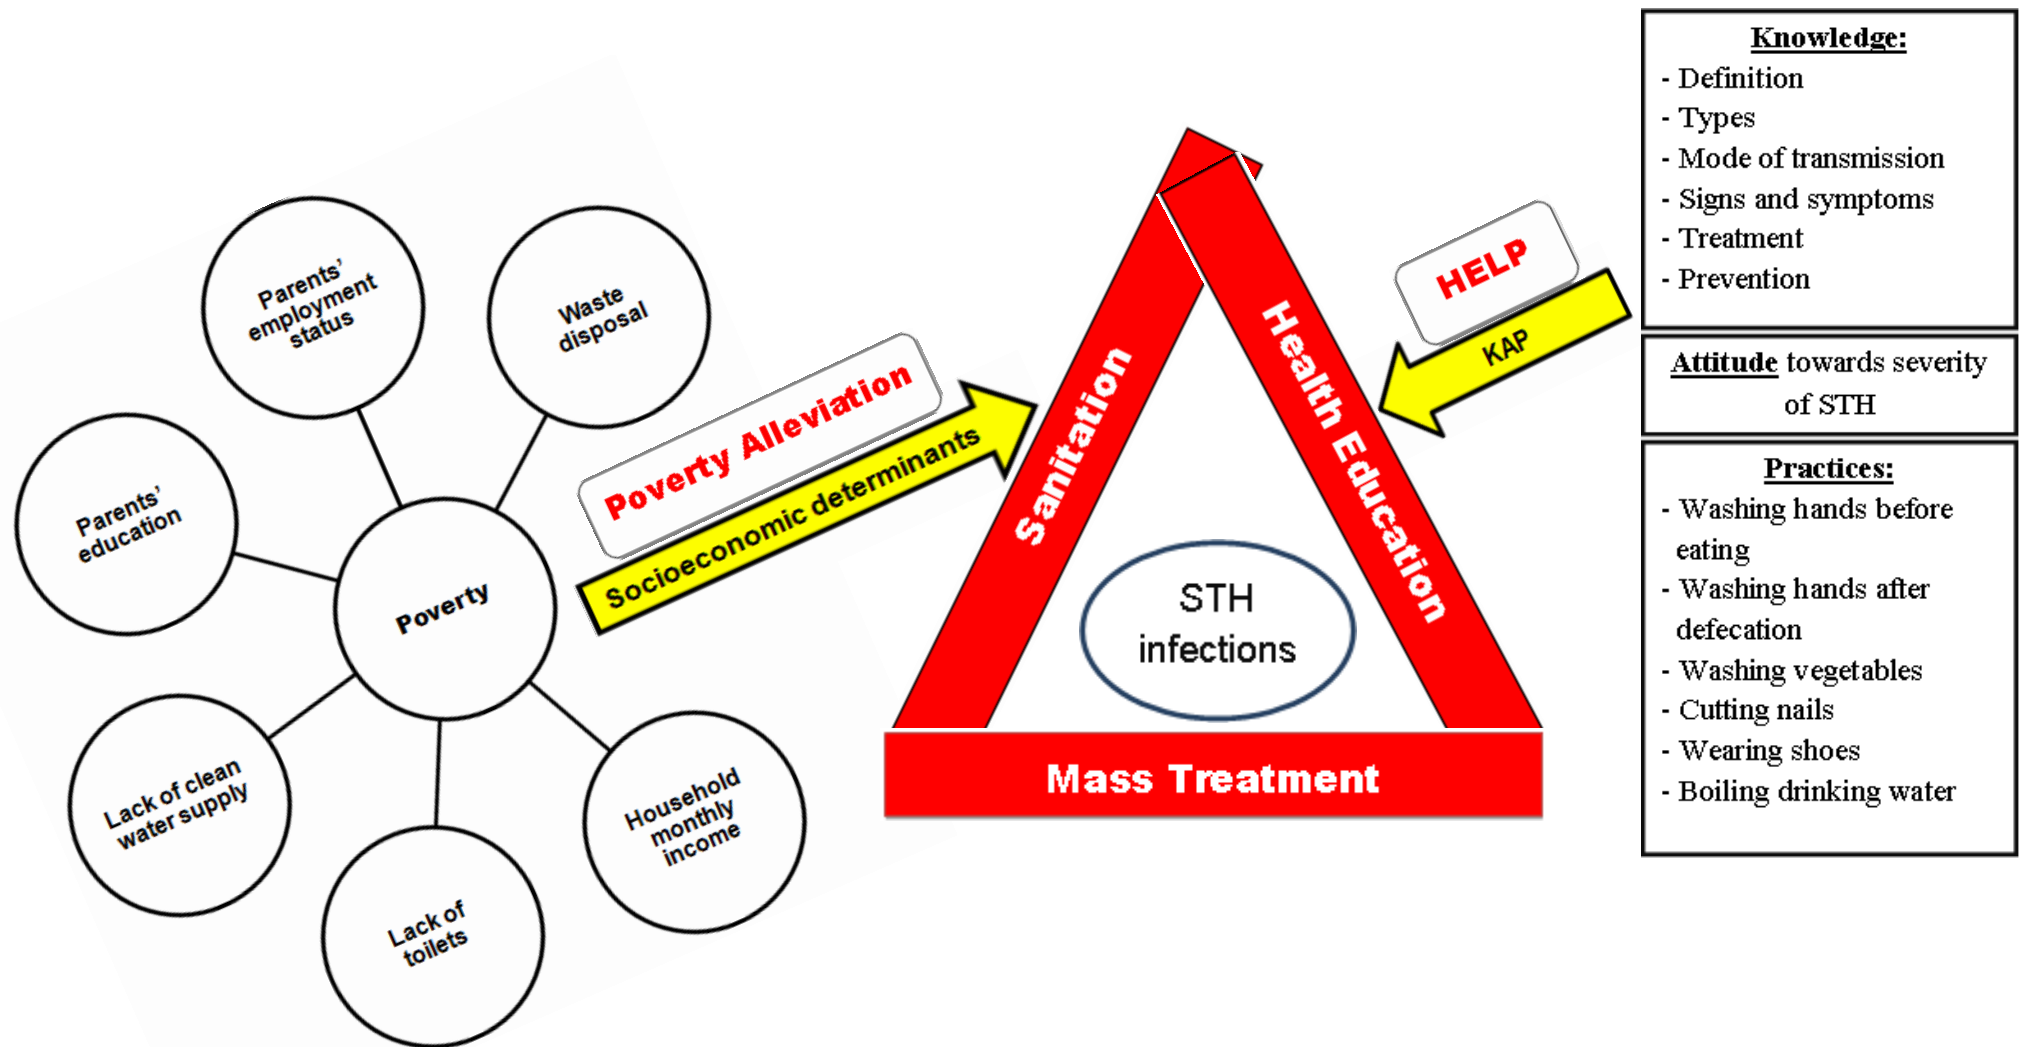 Parents’
employment
status
Waste
disposal
Parents’
education
Poverty
Lack of clean
water supply
Lack of
toilets
Household
monthly
income
Poverty Alleviation
Socioeconomic determinants
Sanitation
Health Education
STH
infections
Mass Treatment
HELP
KAP
Knowledge:
- Definition
- Types
- Mode of transmission
- Signs and symptoms
- Treatment
- Prevention
Attitude towards severity
of STH
Practices:
- Washing hands before
eating
- Washing hands after
defecation
- Washing vegetables
- Cutting nails
- Wearing shoes
- Boiling drinking water